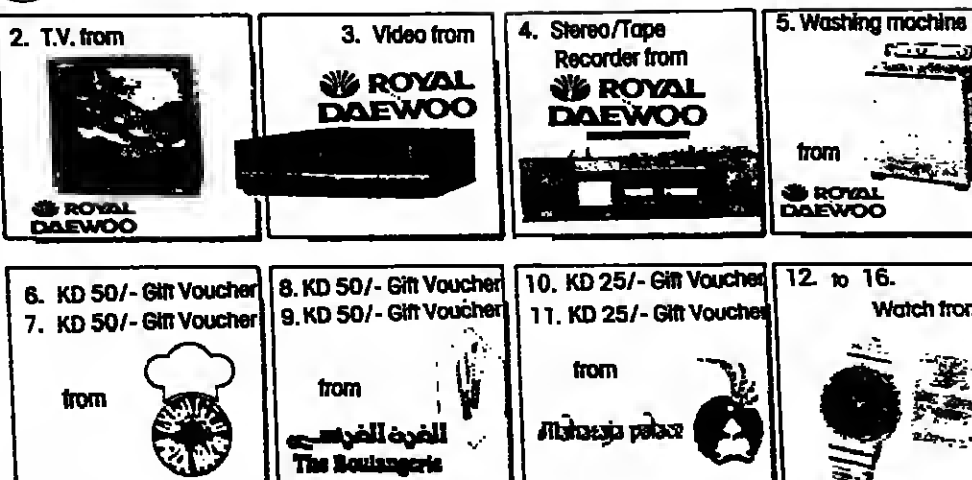 2. T.V. from
ROYAL
DAEWOO
3. Video from
ROYAL
DAEWOO
4. Stereo/Tape
Recorder from
ROYAL
DAEWOO
5. Washing machine
from
ROYAL
DAEWOO
6. KD 50/- Gift Voucher
7. KD 50/- Gift Voucher
from
8. KD 50/- Gift Voucher
9. KD 50/- Gift Voucher
from
The Boulangerie
10. KD 25/- Gift Voucher
11. KD 25/- Gift Voucher
from
Maharaja palace
12. to 16.
Watch from